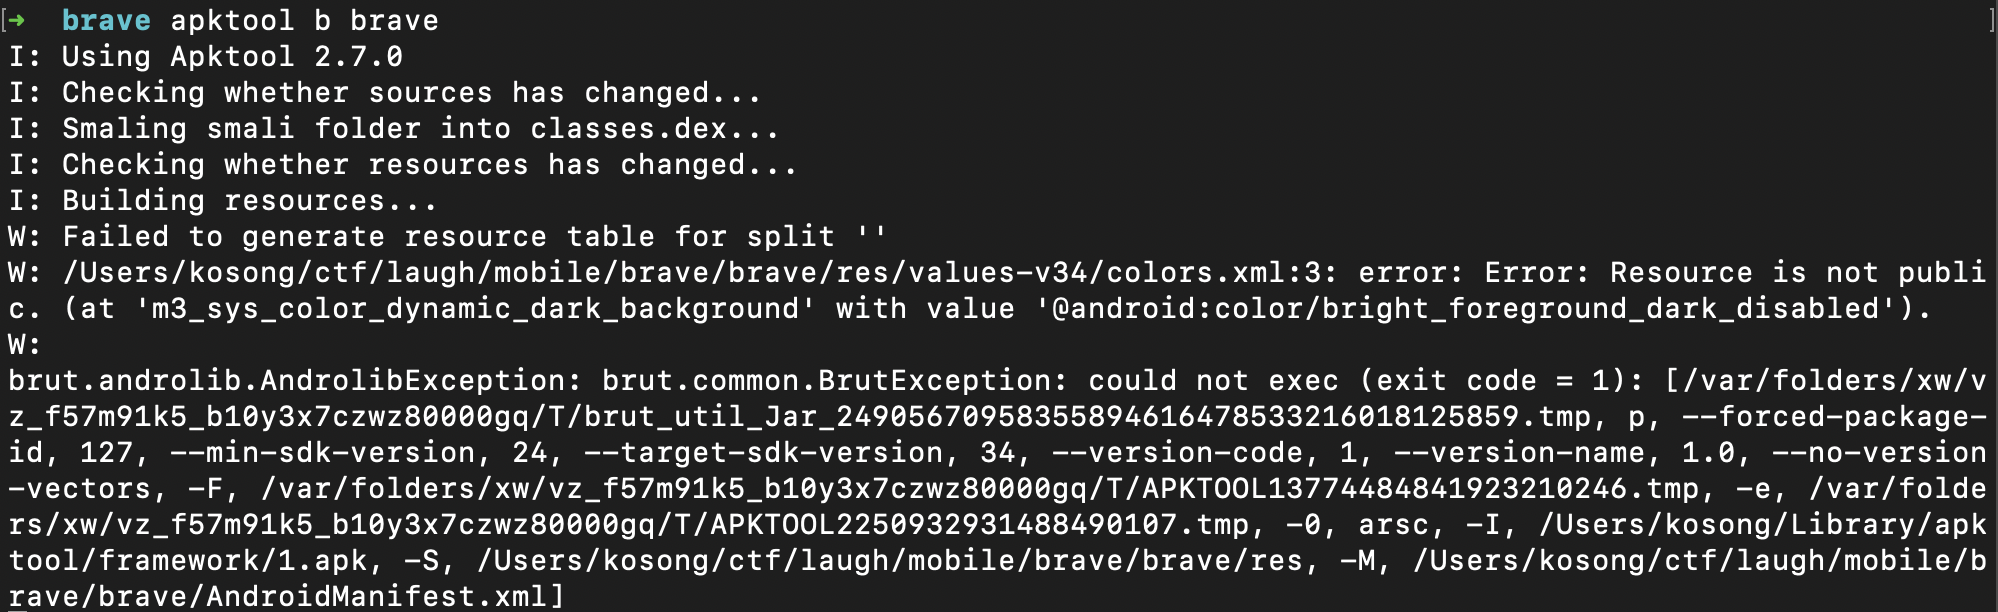 [➜  brave apktool b brave ]
I: Using Apktool 2.7.0
I: Checking whether sources has changed...
I: Smaling smali folder into classes.dex...
I: Checking whether resources has changed...
I: Building resources...
W: Failed to generate resource table for split ''
W: /Users/kosong/ctf/laugh/mobile/brave/brave/res/values-v34/colors.xml:3: error: Error: Resource is not publi
c. (at 'm3_sys_color_dynamic_dark_background' with value '@android:color/bright_foreground_dark_disabled').
W:
brut.androlib.AndrolibException: brut.common.BrutException: could not exec (exit code = 1): [/var/folders/xw/v
z_f57m91k5_b10y3x7czwz80000gq/T/brut_util_Jar_24905670958355894616478533216018125859.tmp, p, --forced-package-
id, 127, --min-sdk-version, 24, --target-sdk-version, 34, --version-code, 1, --version-name, 1.0, --no-version
-vectors, -F, /var/folders/xw/vz_f57m91k5_b10y3x7czwz80000gq/T/APKTOOL13774484841923210246.tmp, -e, /var/folde
rs/xw/vz_f57m91k5_b10y3x7czwz80000gq/T/APKTOOL2250932931488490107.tmp, -0, arsc, -I, /Users/kosong/Library/apk
tool/framework/1.apk, -S, /Users/kosong/ctf/laugh/mobile/brave/brave/res, -M, /Users/kosong/ctf/laugh/mobile/b
rave/brave/AndroidManifest.xml]